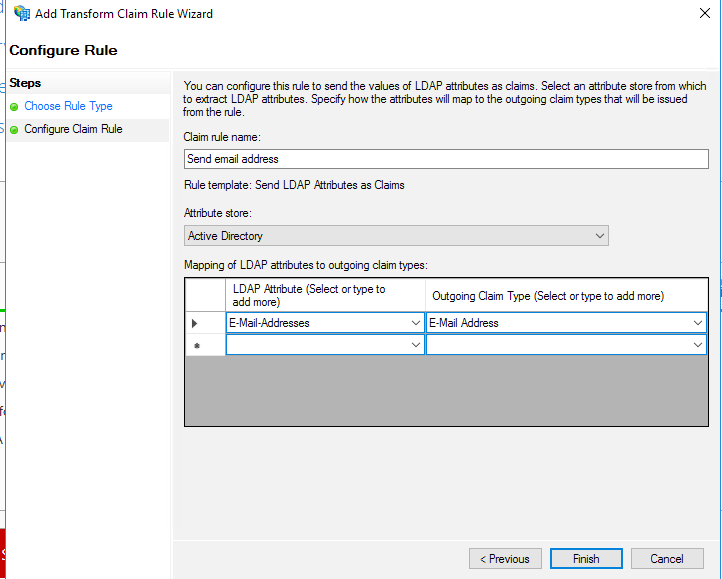 Add Transform Claim Rule Wizard
Configure Rule
Steps
Choose Rule Type
Configure Claim Rule
You can configure this rule to send the values of LDAP attributes as claims. Select an attribute store from which
to extract LDAP attributes. Specify how the attributes will map to the outgoing claim types that will be issued
from the rule.
Claim rule name:
Send email address
Rule template: Send LDAP Attributes as Claims
Attribute store:
Active Directory
Mapping of LDAP attributes to outgoing claim types:
LDAP Attribute (Select or type to
add more)
Outgoing Claim Type (Select or type to add more)
E-Mail-Addresses
E-Mail Address
< Previous
Finish
Cancel